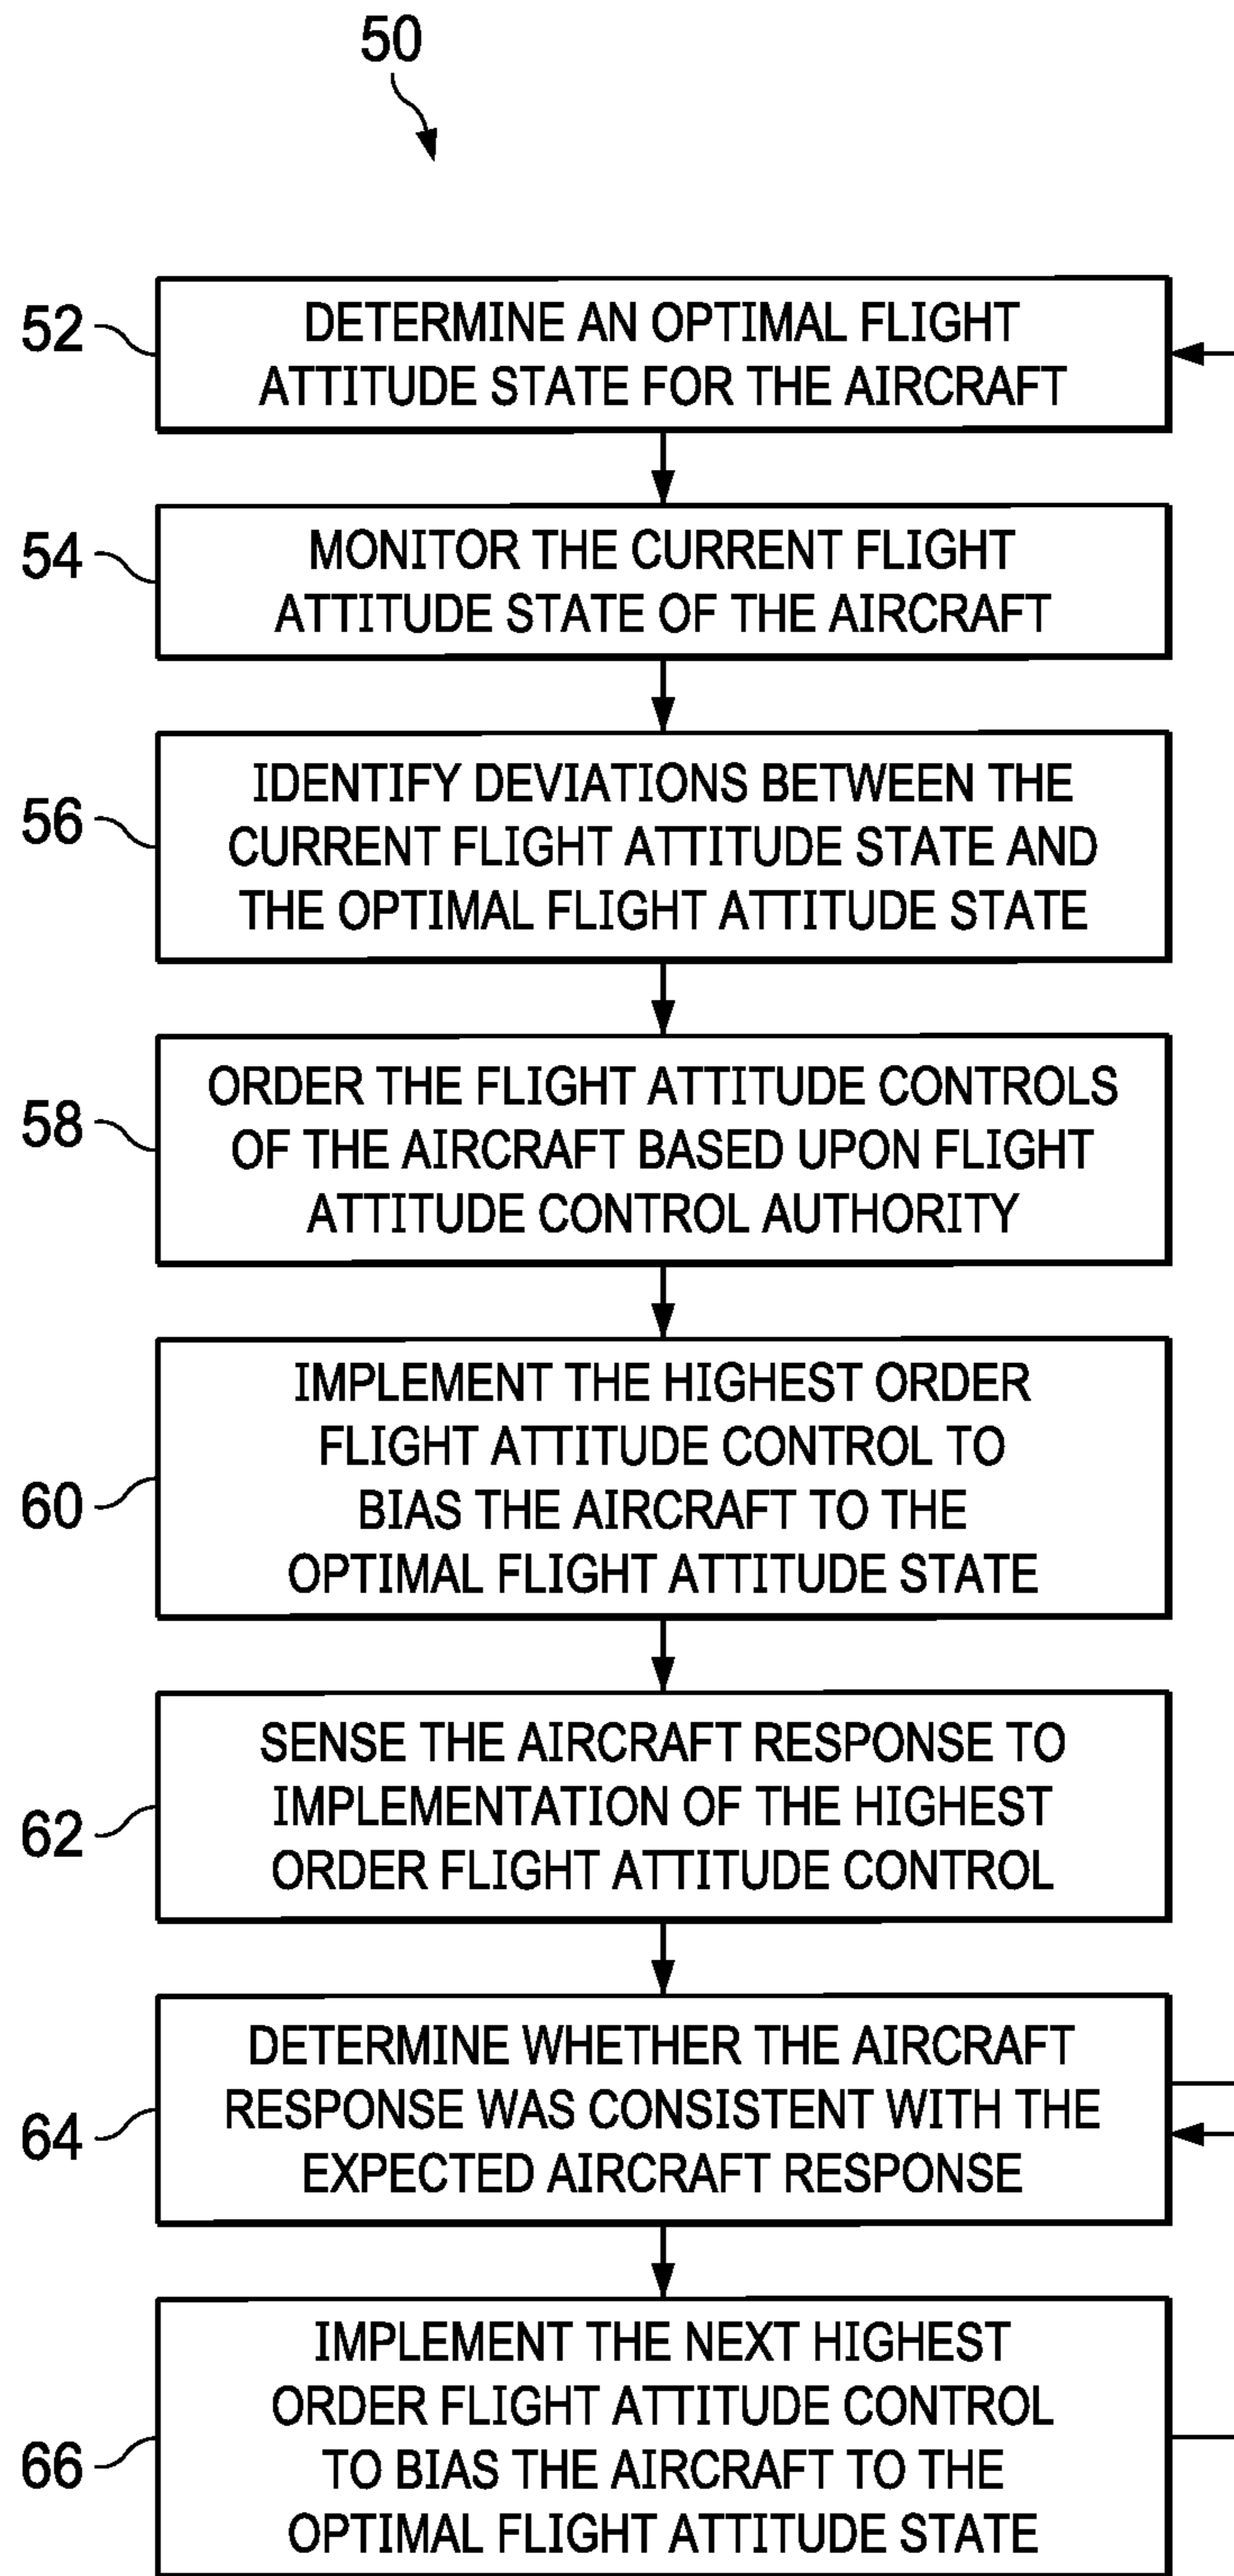 50
52
DETERMINE AN OPTIMAL FLIGHT
ATTITUDE STATE FOR THE AIRCRAFT
54
MONITOR THE CURRENT FLIGHT
ATTITUDE STATE OF THE AIRCRAFT
56
IDENTIFY DEVIATIONS BETWEEN THE
CURRENT FLIGHT ATTITUDE STATE AND
THE OPTIMAL FLIGHT ATTITUDE STATE
58
ORDER THE FLIGHT ATTITUDE CONTROLS
OF THE AIRCRAFT BASED UPON FLIGHT
ATTITUDE CONTROL AUTHORITY
60
IMPLEMENT THE HIGHEST ORDER
FLIGHT ATTITUDE CONTROL TO
BIAS THE AIRCRAFT TO THE
OPTIMAL FLIGHT ATTITUDE STATE
62
SENSE THE AIRCRAFT RESPONSE TO
IMPLEMENTATION OF THE HIGHEST
ORDER FLIGHT ATTITUDE CONTROL
64
DETERMINE WHETHER THE AIRCRAFT
RESPONSE WAS CONSISTENT WITH THE
EXPECTED AIRCRAFT RESPONSE
66
IMPLEMENT THE NEXT HIGHEST
ORDER FLIGHT ATTITUDE CONTROL
TO BIAS THE AIRCRAFT TO THE
OPTIMAL FLIGHT ATTITUDE STATE